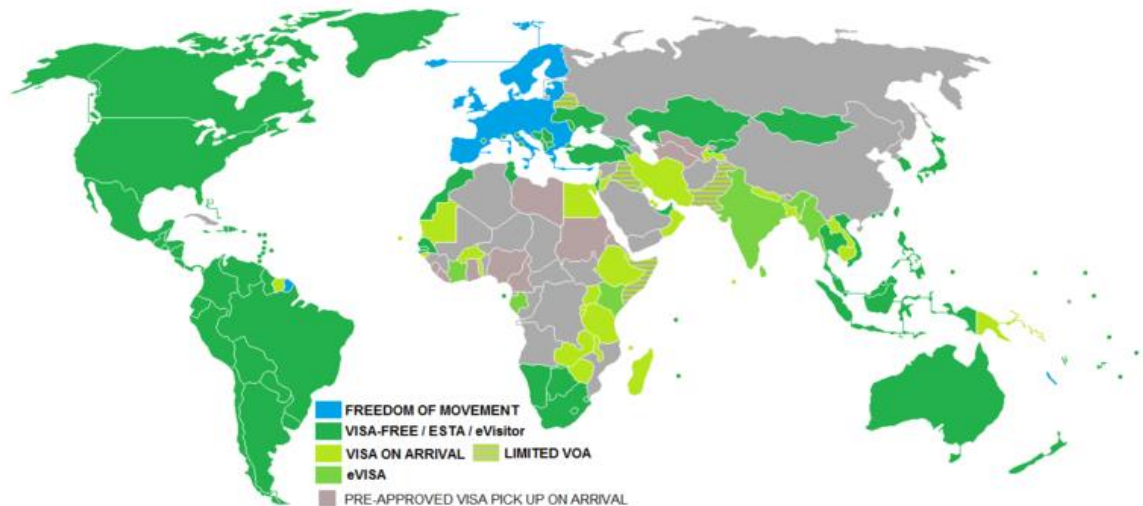 FREEDOM OF MOVEMENT
VISA-FREE / ESTA / eVisitor
VISA ON ARRIVAL LIMITED VOA
eVISA
PRE-APPROVED VISA PICK UP ON ARRIVAL